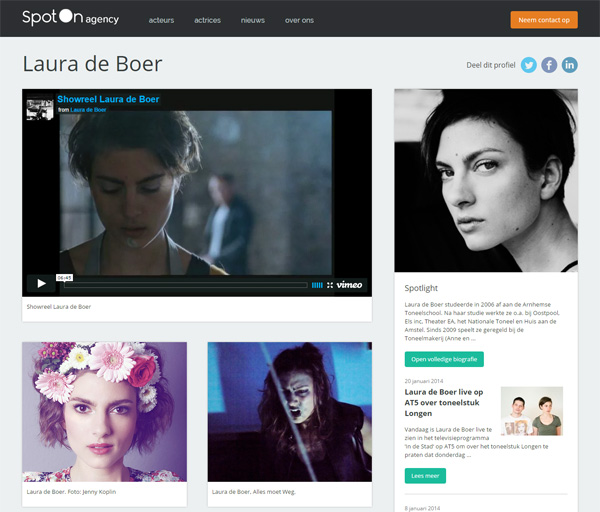 SpotOn agency
acteurs actrices nieuws over ons
Neem contact op
Laura de Boer
Deel dit profiel
Showreel Laura de Boer
from Laura de Boer
06:45
vimeo
Showreel Laura de Boer
Laura de Boer. Foto: Jenny Koplin
Laura de Boer, Alles moet Weg.
Spotlight
Laura de Boer studeerde in 2006 af aan de Arnhemse
Toneelschool. Na haar studie werkte ze o.a. bij Oostpool,
Els inc, Theater EA, het Nationale Toneel en Huis aan de
Amstel. Sinds 2009 speelt ze geregeld bij de
Toneelmakerij (Anne en ...
Open volledige biografie
20 januari 2014
Laura de Boer live op
AT5 over toneelstuk
Longen
Vandaag is Laura de Boer live te
zien in het televisieprogramma
'In de Stad' op AT5 om over het toneelstuk Longen te
praten dat donderdag ...
Lees meer
8 januari 2014